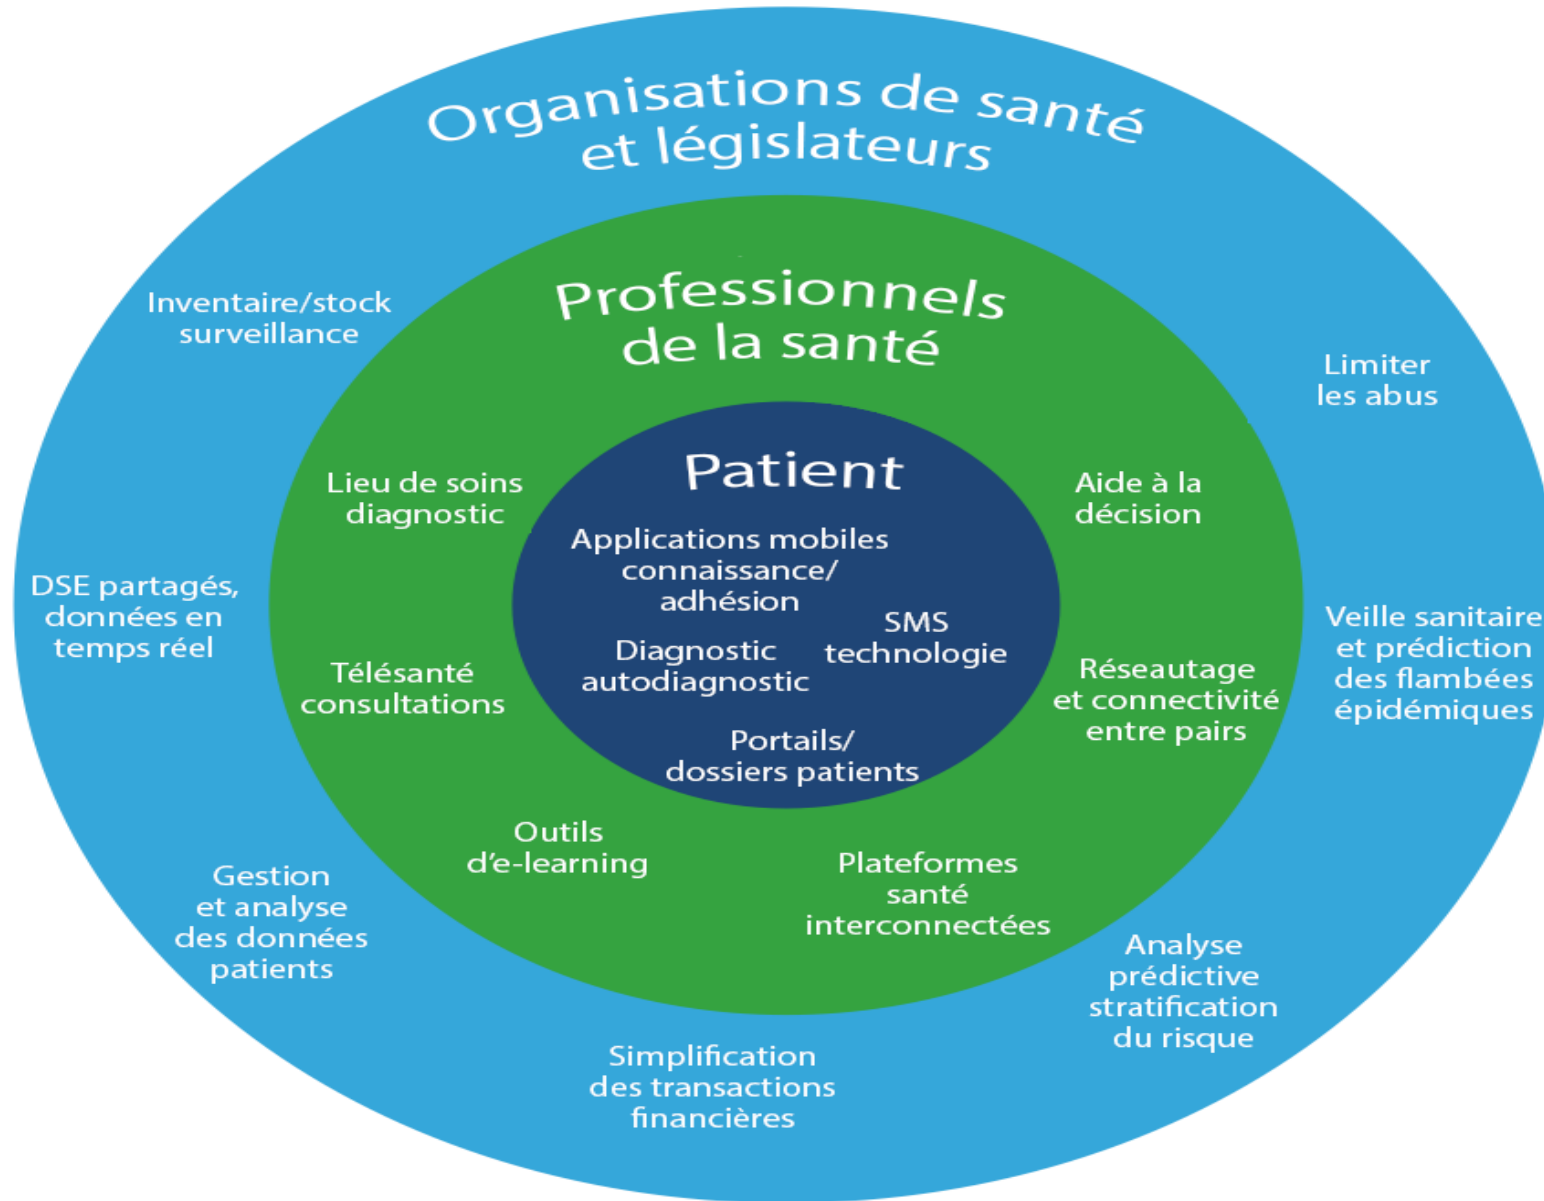 Organisations de santé
et législateurs
Inventaire/stock
surveillance
Limiter
les abus
DSE partagés,
données en
temps réel
Veille sanitaire
et prédiction
des flambées
épidémiques
Gestion
et analyse
des données
patients
Analyse
prédictive
stratification
du risque
Simplification
des transactions
financières
Professionnels
de la santé
Lieu de soins
diagnostic
Aide à la
décision
Télésanté
consultations
Réseautage
et connectivité
entre pairs
Outils
d’e-learning
Plateformes
santé
interconnectées
Patient
Applications mobiles
connaissance/
adhésion
SMS
technologie
Diagnostic
autodiagnostic
Portails/
dossiers patients